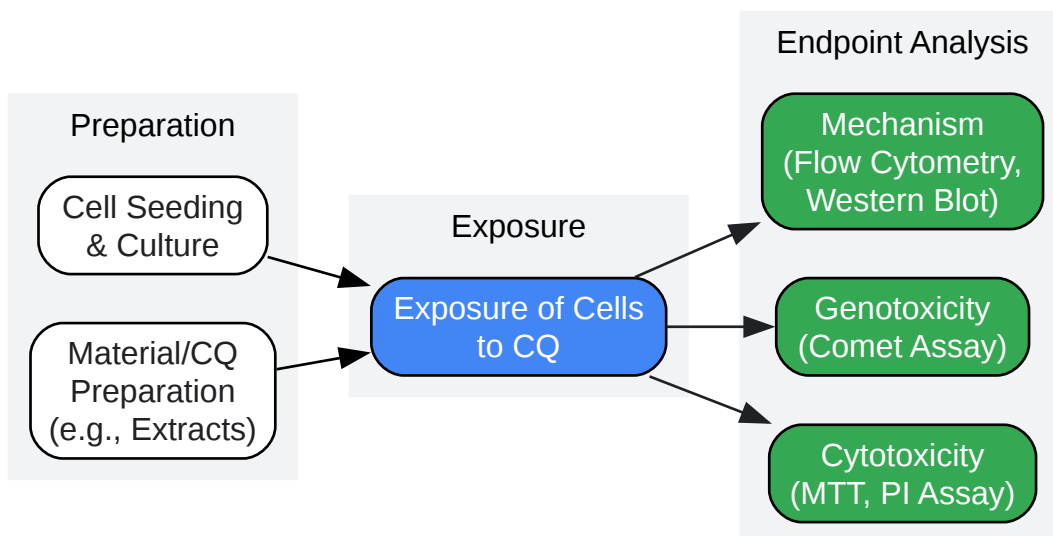 Preparation
Cell Seeding
& Culture
Material/CQ
Preparation
(e.g., Extracts)
Exposure
Exposure of Cells
to CQ
Endpoint Analysis
Mechanism
(Flow Cytometry,
Western Blot)
Genotoxicity
(Comet Assay)
Cytotoxicity
(MTT, PI Assay)